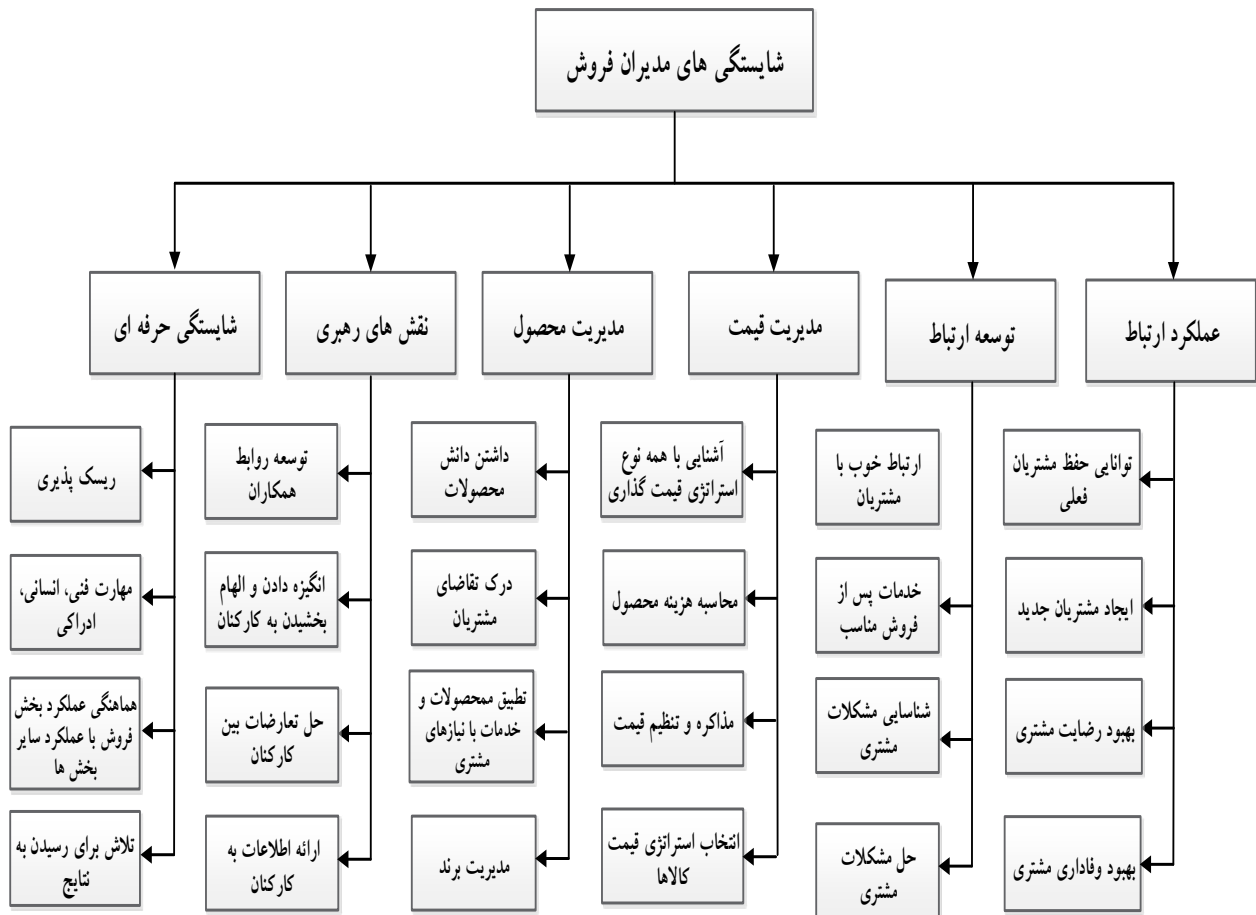 شایستگی های مدیران فروش
عملکرد ارتباط
توسعه ارتباط
مدیریت قیمت
مدیریت محصول
نقش های رهبری
شایستگی حرفه ای
توانایی حفظ مشتریان
فعلی
ایجاد مشتریان جدید
بهبود رضایت مشتری
بهبود وفاداری مشتری
ارتباط خوب با
مشتریان
خدمات پس از
فروش مناسب
شناسایی مشکلات
مشتری
حل مشکلات
مشتری
آشنایی با همه نوع
استراتژی قیمت گذاری
محاسبه هزینه محصول
مذاکره و تنظیم قیمت
انتخاب استراتژی قیمت
کالاها
داشتن دانش
محصولات
درک تقاضای
مشتریان
تطبیق ممحصولات و
خدمات با نیازهای
مشتری
مدیریت برند
توسعه روابط
همکاران
انگیزه دادن و الهام
بخشیدن به کارکنان
حل تعارضات بین
کارکنان
ارائه اطلاعات به
کارکنان
ریسک پذیری
مهارت فنی، انسانی،
ادراکی
هماهنگی عملکرد بخش
فروش با عملکرد سایر
بخش ها
تلاش برای رسیدن به
نتایج